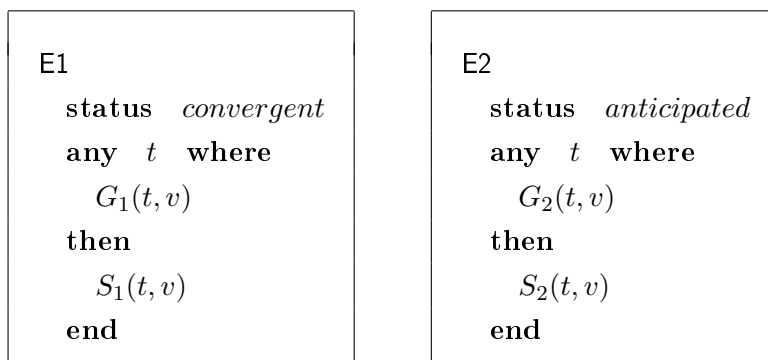 E1
status convergent
any t where
G₁(t, v)
then
S₁(t, v)
end
E2
status anticipated
any t where
G₂(t, v)
then
S₂(t, v)
end